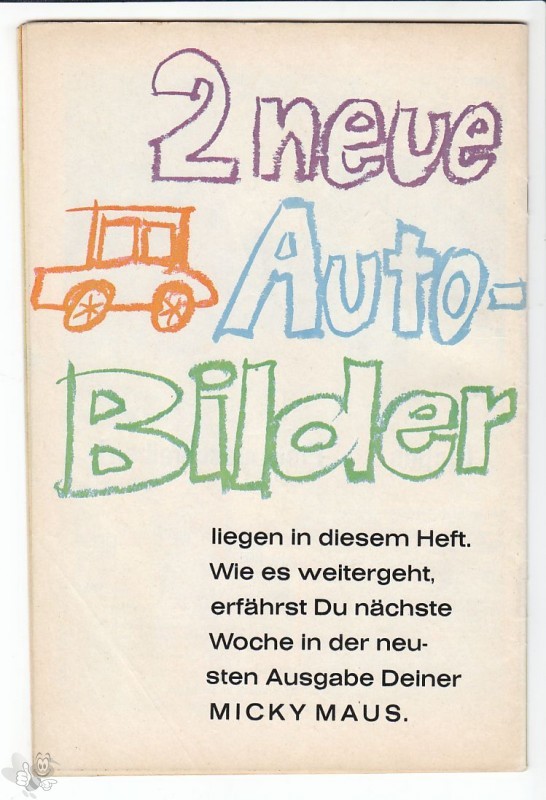 2 neue
Auto-
Bilder
liegen in diesem Heft.
Wie es weitergeht,
erfährst Du nächste
Woche in der neu-
sten Ausgabe Deiner
MICKY MAUS.